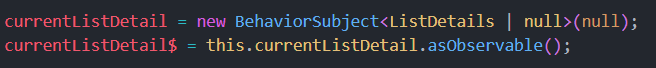 currentListDetail = new BehaviorSubject<ListDetails | null>(null);
currentListDetail$ = this.currentListDetail.asObservable();